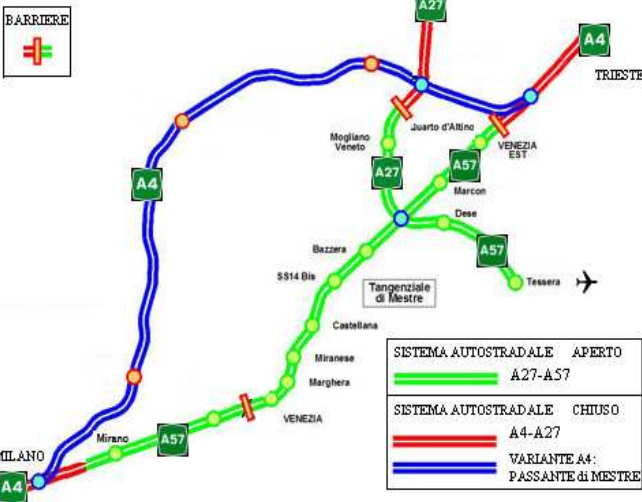 BARRIERE
A27
A4
TRIESTE
Juarto d'Altino
Mogliano
Veneto
VENEZIA
EST
A57
A27
A4
Marcon
Dese
Bazzera
A57
SS14 Bis
Tangenziale
di Mestre
Tessera
Castellana
Miranese
Marghera
VENEZIA
Mirano
A57
MILANO
A4
SISTEMA AUTOSTRADALE APERTO
A27-A57
SISTEMA AUTOSTRADALE CHIUSO
A4-A27
VARIANTE A4:
PASSANTE di MESTRE